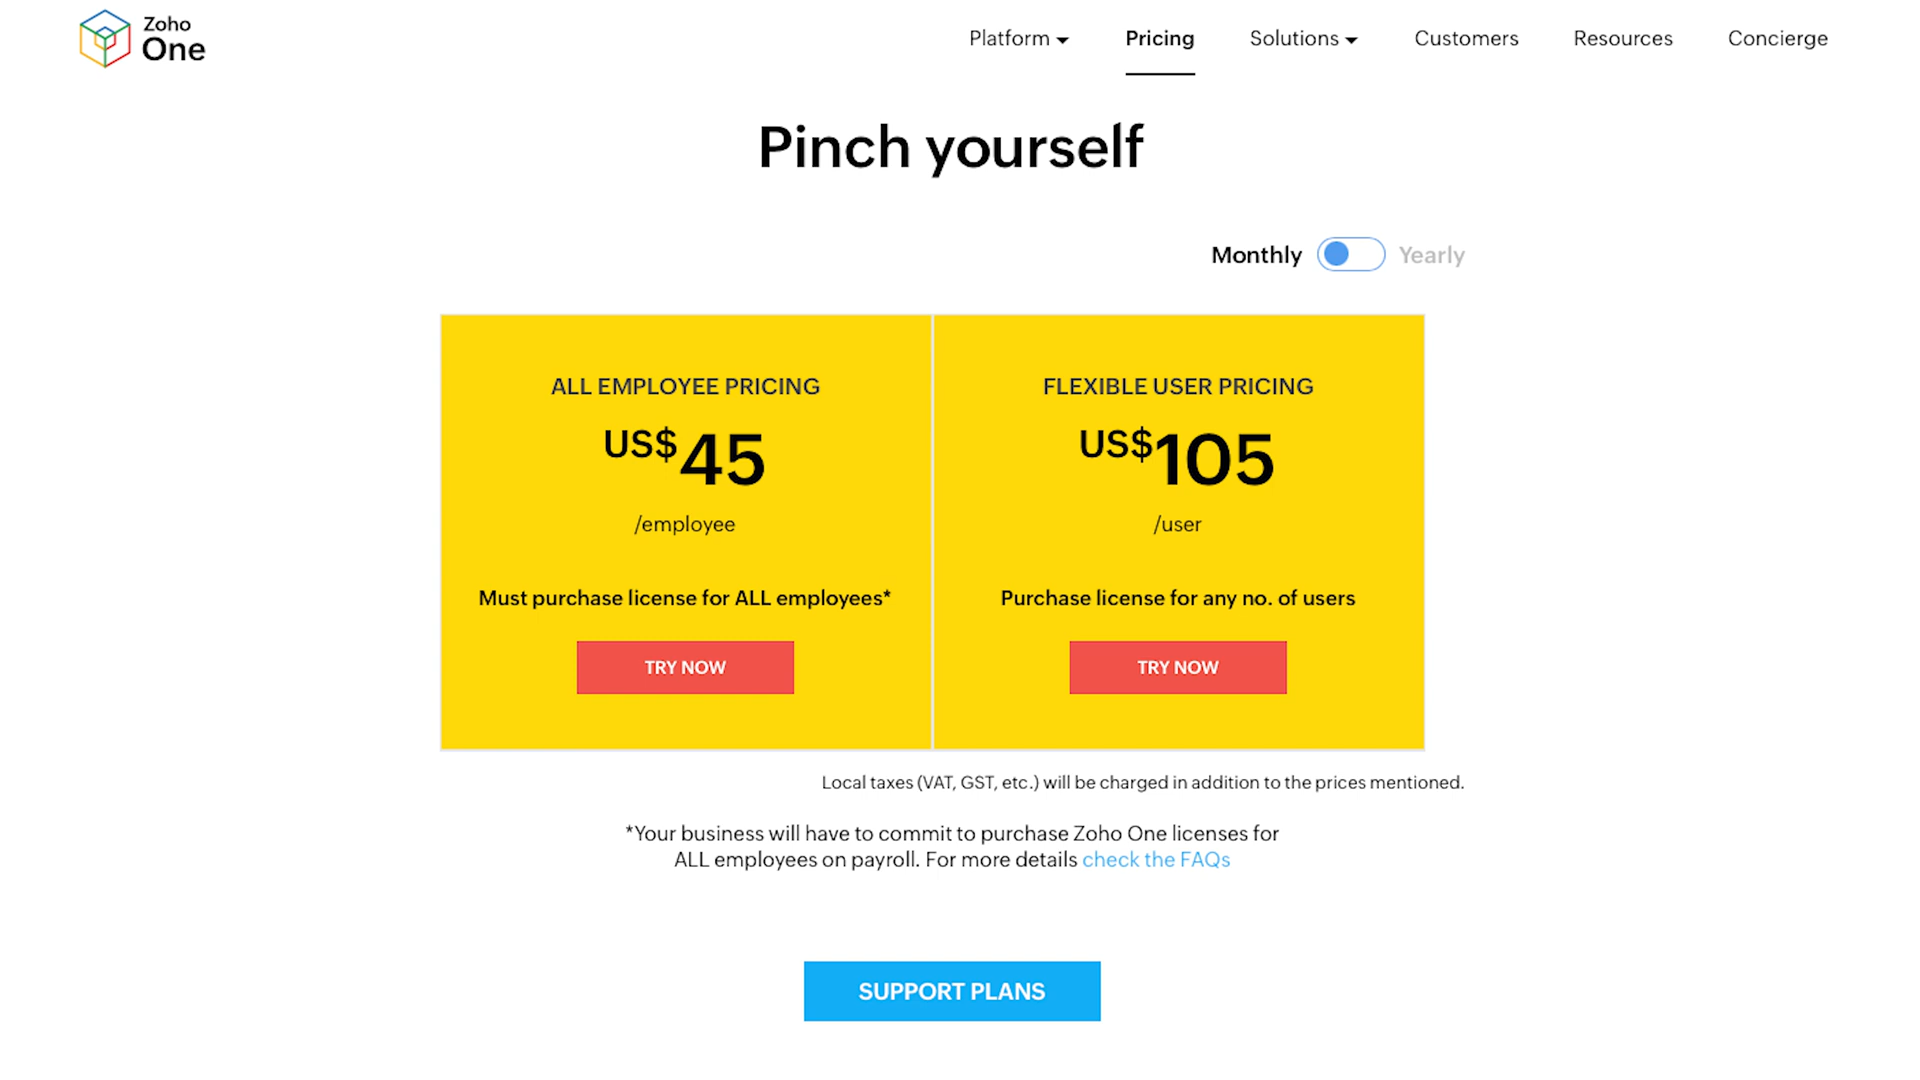 Zoho
One
Platform
Pricing
Solutions
Customers
Resources
Concierge
Pinch yourself
Monthly
Yearly
ALL EMPLOYEE PRICING
US$45
/employee
Must purchase license for ALL employees*
TRY NOW
FLEXIBLE USER PRICING
US$105
/user
Purchase license for any no. of users
TRY NOW
Local taxes (VAT, GST, etc.) will be charged in addition to the prices mentioned.
*Your business will have to commit to purchase Zoho One licenses for
ALL employees on payroll. For more details check the FAQs
SUPPORT PLANS